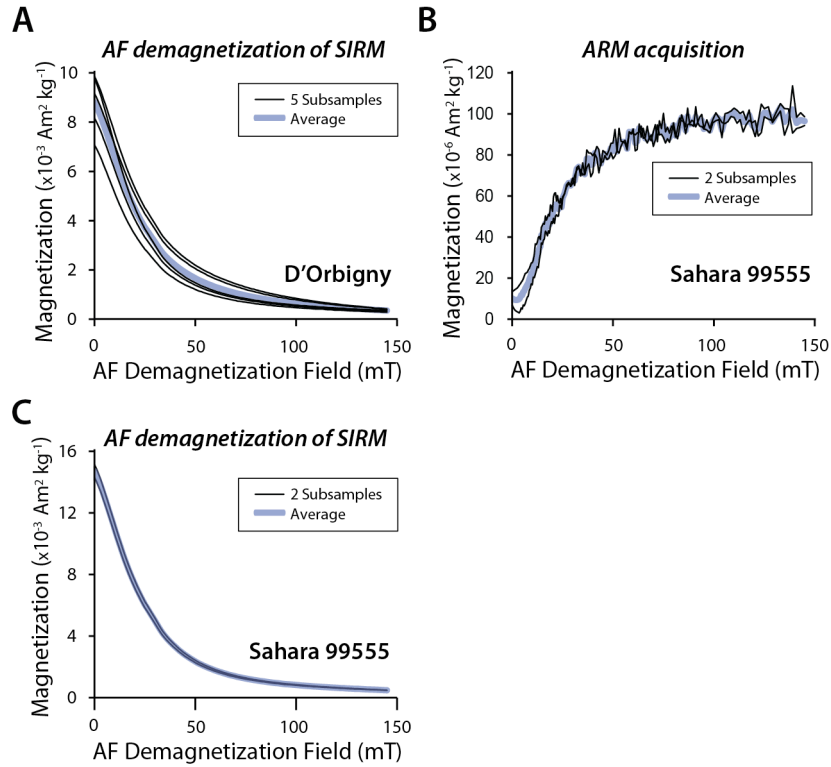 A
AF demagnetization of SIRM
Magnetization (x10⁻³ Am² kg⁻¹)
10
8
6
4
2
0
5 Subsamples
Average
D’Orbigny
0 50 100 150
AF Demagnetization Field (mT)
B
ARM acquisition
Magnetization (x10⁻⁶ Am² kg⁻¹)
120
100
80
60
40
20
0
2 Subsamples
Average
Sahara 99555
0 50 100 150
AF Demagnetization Field (mT)
C
AF demagnetization of SIRM
Magnetization (x10⁻³ Am² kg⁻¹)
16
12
8
4
0
2 Subsamples
Average
Sahara 99555
0 50 100 150
AF Demagnetization Field (mT)